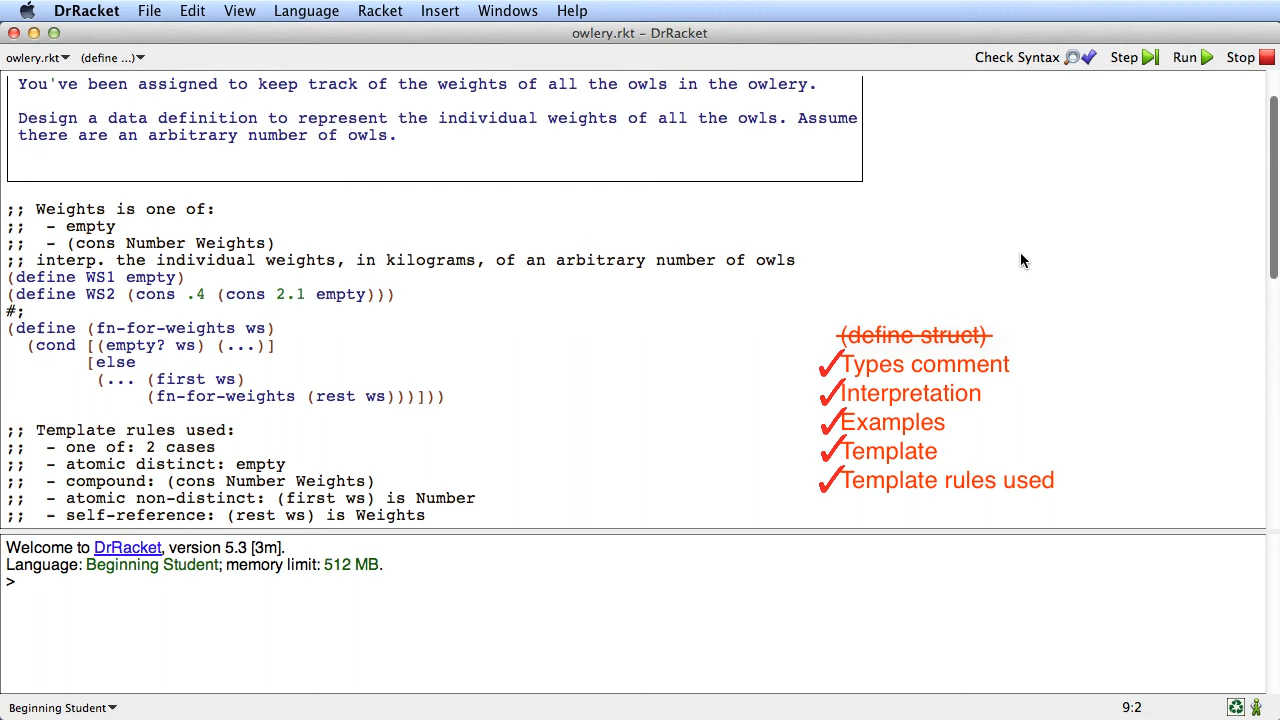 DrRacket File Edit View Language Racket Insert Windows Help
owlery.rkt - DrRacket
owlery.rkt (define ...) Check Syntax Step Run Stop
You've been assigned to keep track of the weights of all the owls in the owlery.
Design a data definition to represent the individual weights of all the owls. Assume
there are an arbitrary number of owls.
;; Weights is one of:
;;  - empty
;;  - (cons Number Weights)
;; interp. the individual weights, in kilograms, of an arbitrary number of owls
(define WS1 empty)
(define WS2 (cons .4 (cons 2.1 empty)))
#;
(define (fn-for-weights ws)
  (cond [(empty? ws) (...)]
        [else
         (... (first ws)
              (fn-for-weights (rest ws)))]))
;; Template rules used:
;;  - one of: 2 cases
;;  - atomic distinct: empty
;;  - compound: (cons Number Weights)
;;  - atomic non-distinct: (first ws) is Number
;;  - self-reference: (rest ws) is Weights
(define struct)
Types comment
Interpretation
Examples
Template
Template rules used
Welcome to DrRacket, version 5.3 [3m].
Language: Beginning Student; memory limit: 512 MB.
>
Beginning Student 9:2